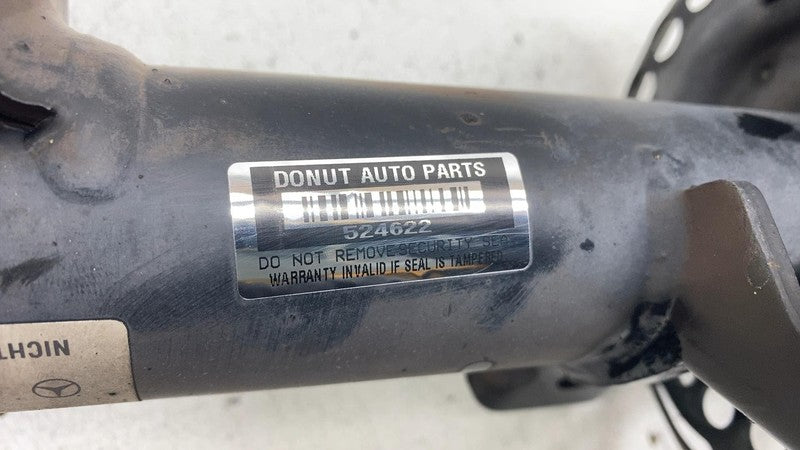 DONUT AUTO PARTS
524622
DO NOT REMOVE SECURITY SEAL
WARRANTY INVALID IF SEAL IS TAMPERED
NICHT